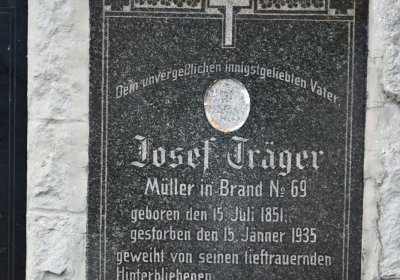 Dem unvergeßlichen innigstgeliebten Vater,
Josef Träger
Müller in Brand No 69
geboren den 15. Juli 1851.
gestorben den 15. Jänner 1935
geweiht von seinen tieftrauernden
Hinterbliebenen